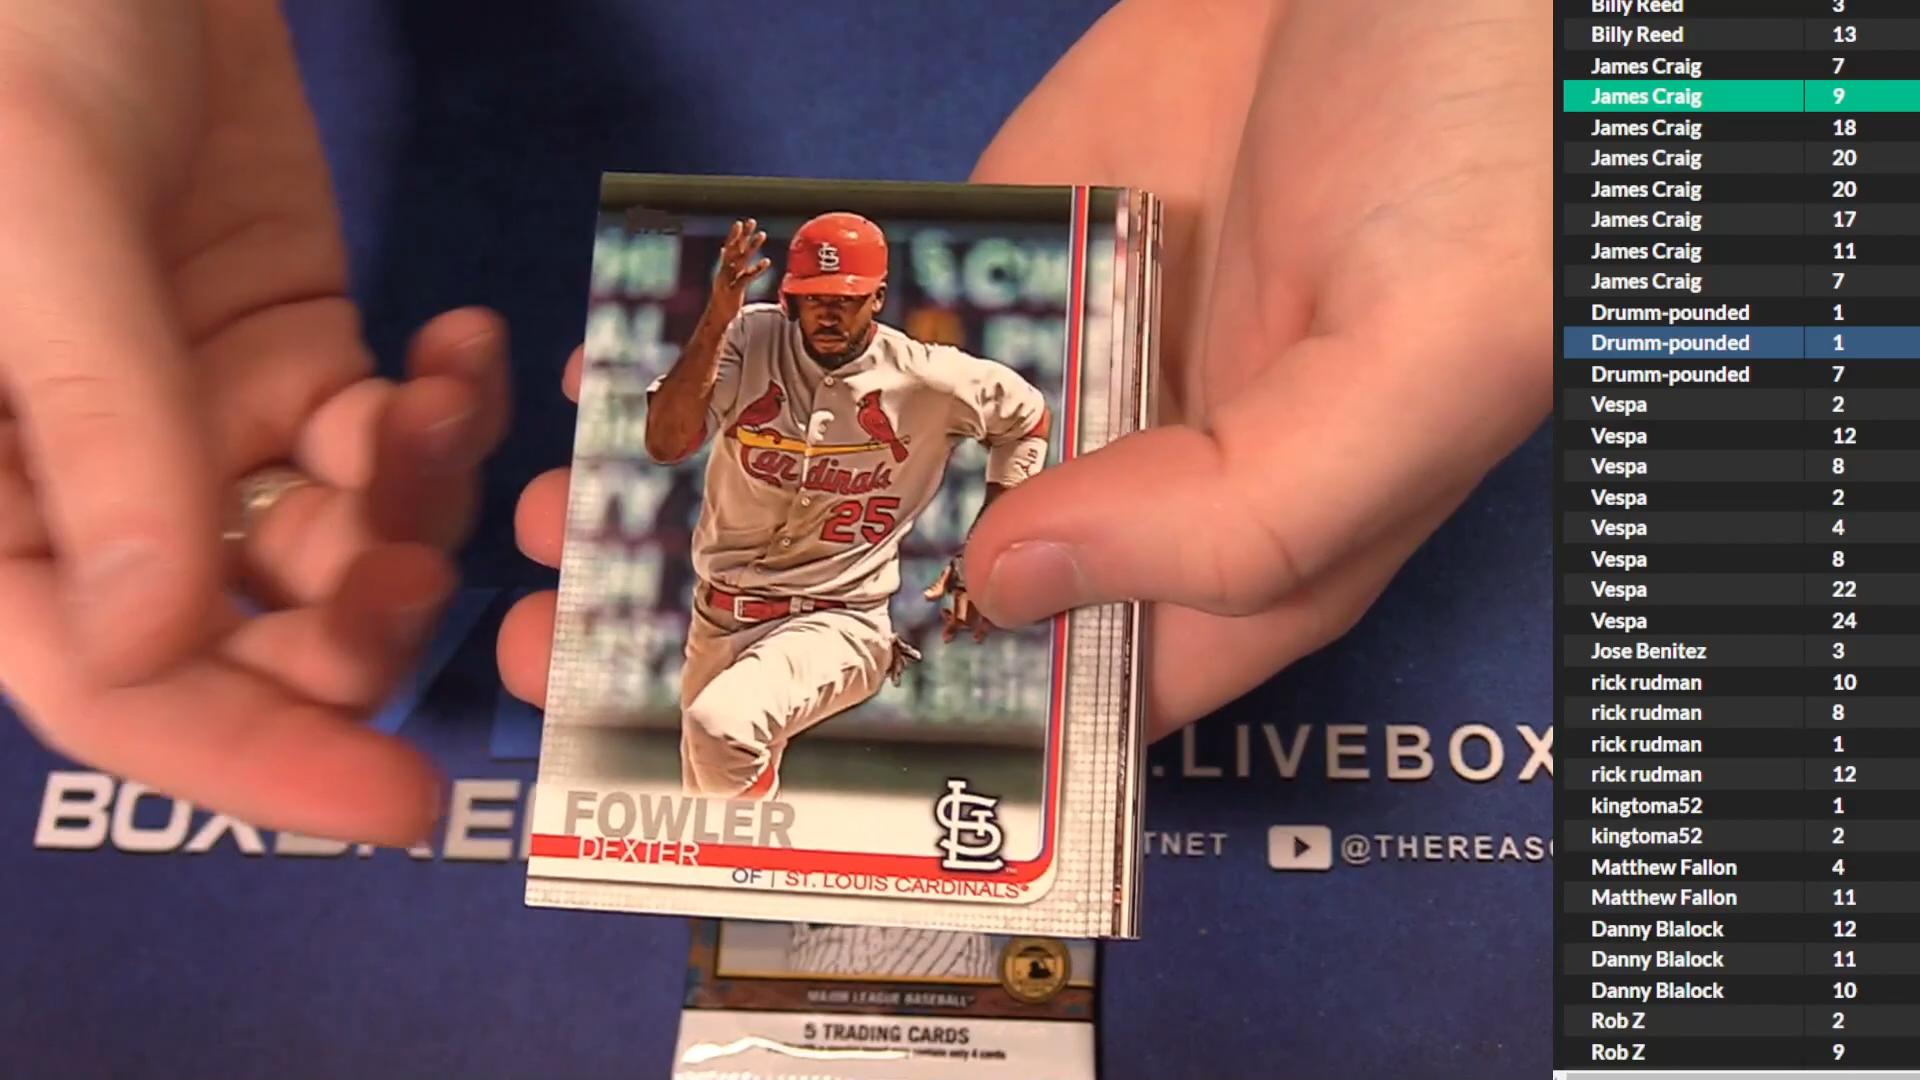 Cardinals
25
FOWLER
DEXTER
OF | ST. LOUIS CARDINALS
.LIVEBOX
TNET
@THEREAS
MAJOR LEAGUE BASEBALL
5 TRADING CARDS
Billy Reed 3
Billy Reed 13
James Craig 7
James Craig 9
James Craig 18
James Craig 20
James Craig 20
James Craig 17
James Craig 11
James Craig 7
Drumm-pounded 1
Drumm-pounded 1
Drumm-pounded 7
Vespa 2
Vespa 12
Vespa 8
Vespa 2
Vespa 4
Vespa 8
Vespa 22
Vespa 24
Jose Benitez 3
rick rudman 10
rick rudman 8
rick rudman 1
rick rudman 12
kingtoma52 1
kingtoma52 2
Matthew Fallon 4
Matthew Fallon 11
Danny Blalock 12
Danny Blalock 11
Danny Blalock 10
Rob Z 2
Rob Z 9